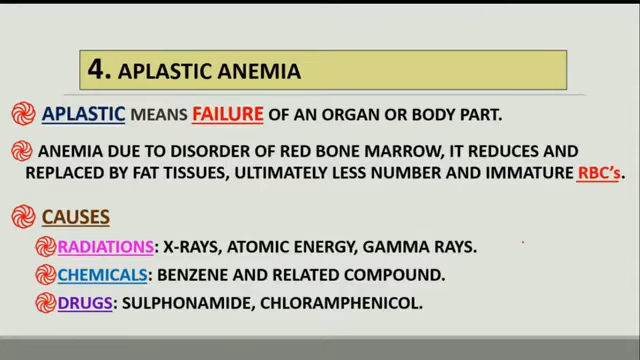 4. APLASTIC ANEMIA
APLASTIC MEANS FAILURE OF AN ORGAN OR BODY PART.
ANEMIA DUE TO DISORDER OF RED BONE MARROW, IT REDUCES AND
REPLACED BY FAT TISSUES, ULTIMATELY LESS NUMBER AND IMMATURE RBC's.
CAUSES
RADIATIONS: X-RAYS, ATOMIC ENERGY, GAMMA RAYS.
CHEMICALS: BENZENE AND RELATED COMPOUND.
DRUGS: SULPHONAMIDE, CHLORAMPHENICOL.